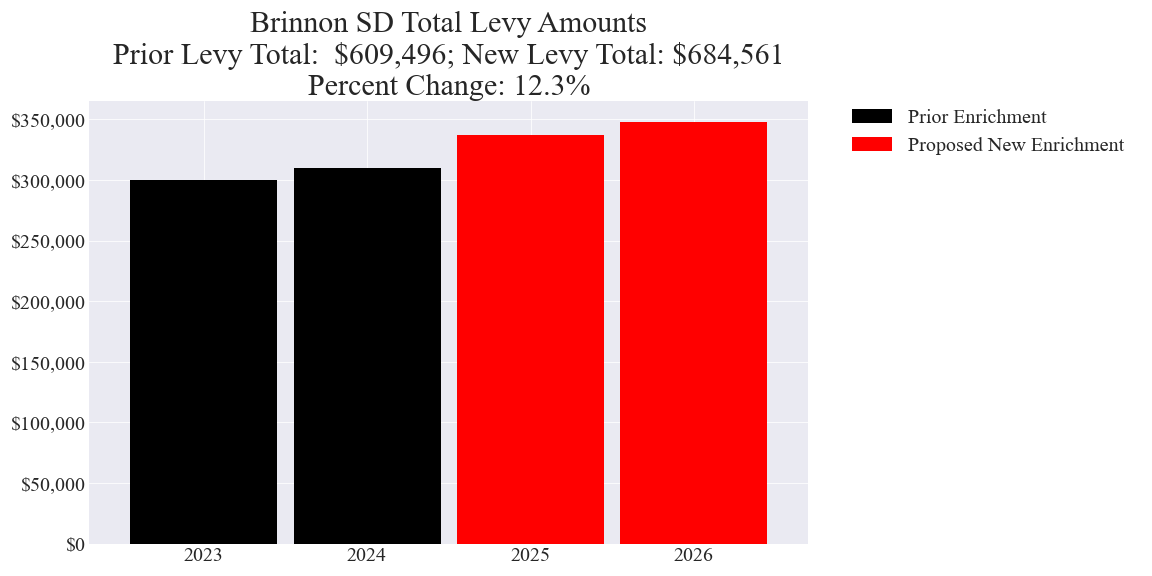 Brinnon SD Total Levy Amounts
Prior Levy Total:  $609,496; New Levy Total: $684,561
Percent Change: 12.3%
Prior Enrichment
Proposed New Enrichment
$350,000
$300,000
$250,000
$200,000
$150,000
$100,000
$50,000
$0
2023 2024 2025 2026